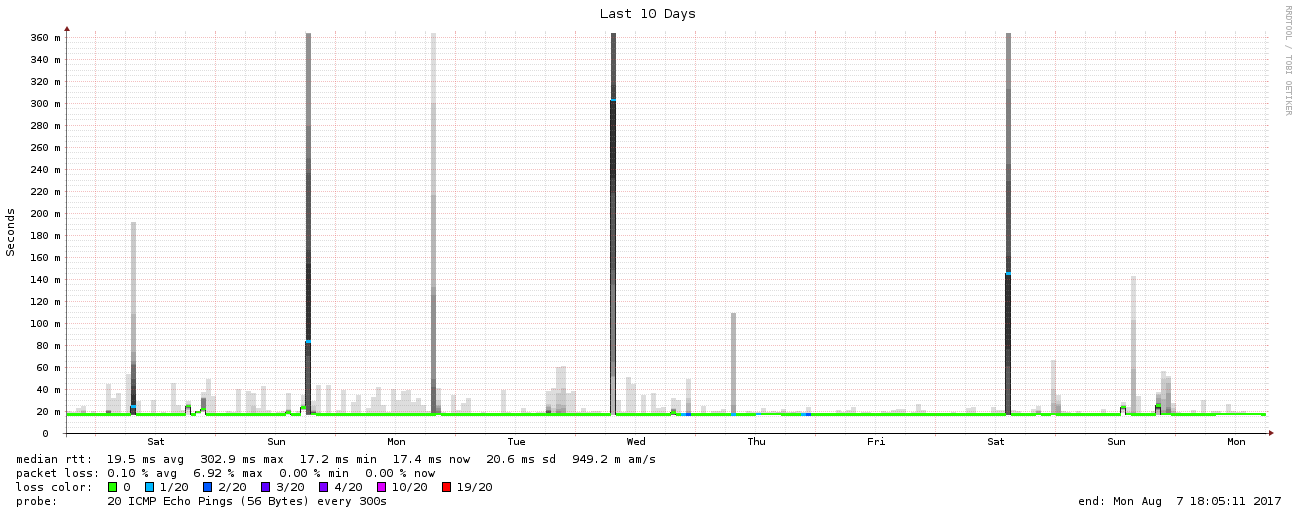 Last 10 Days
RRDTOOL / TOBI OETIKER
Seconds
360 m
340 m
320 m
300 m
280 m
260 m
240 m
220 m
200 m
180 m
160 m
140 m
120 m
100 m
80 m
60 m
40 m
20 m
0
Sat Sun Mon Tue Wed Thu Fri Sat Sun Mon
median rtt: 19.5 ms avg 302.9 ms max 17.2 ms min 17.4 ms now 20.6 ms sd 949.2 m am/s
packet loss: 0.10 % avg 6.92 % max 0.00 % min 0.00 % now
loss color: 0 1/20 2/20 3/20 4/20 10/20 19/20
probe: 20 ICMP Echo Pings (56 Bytes) every 300s end: Mon Aug 7 18:05:11 2017